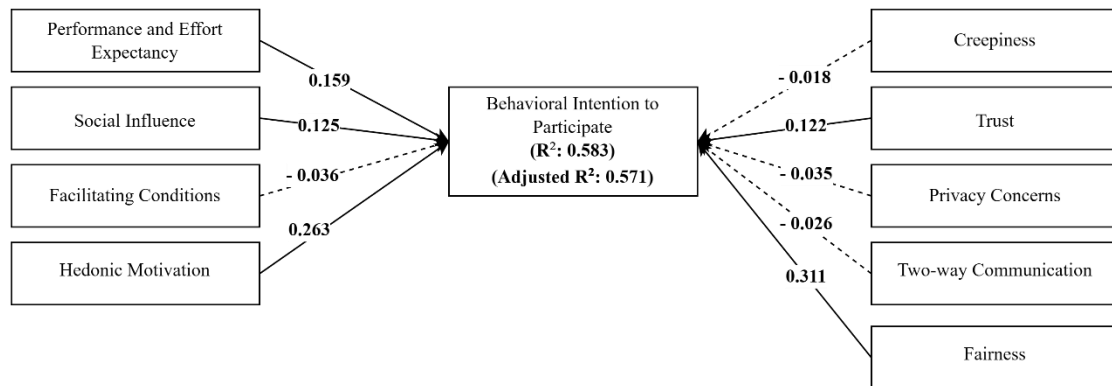 Performance and Effort
Expectancy
Social Influence
Facilitating Conditions
Hedonic Motivation
0.159
0.125
- 0.036
0.263
Behavioral Intention to
Participate
(R²: 0.583)
(Adjusted R²: 0.571)
- 0.018
0.122
- 0.035
- 0.026
0.311
Creepiness
Trust
Privacy Concerns
Two-way Communication
Fairness